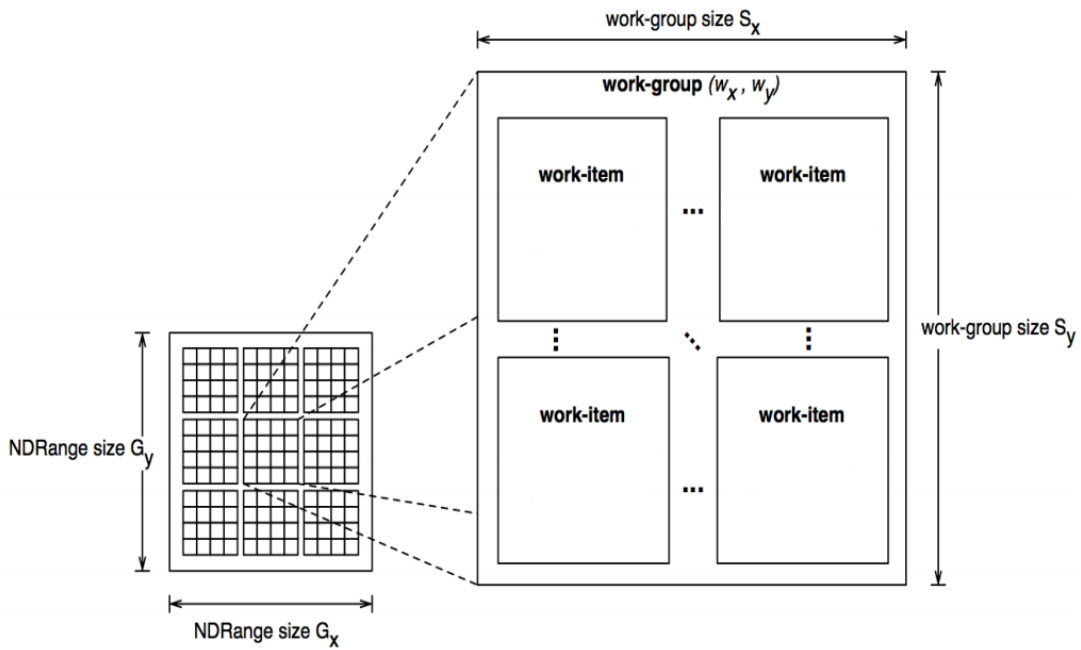 work-group size Sx
work-group (wx , wy)
work-item
work-item
...
...
work-group size Sy
work-item
work-item
...
NDRange size Gy
NDRange size Gx